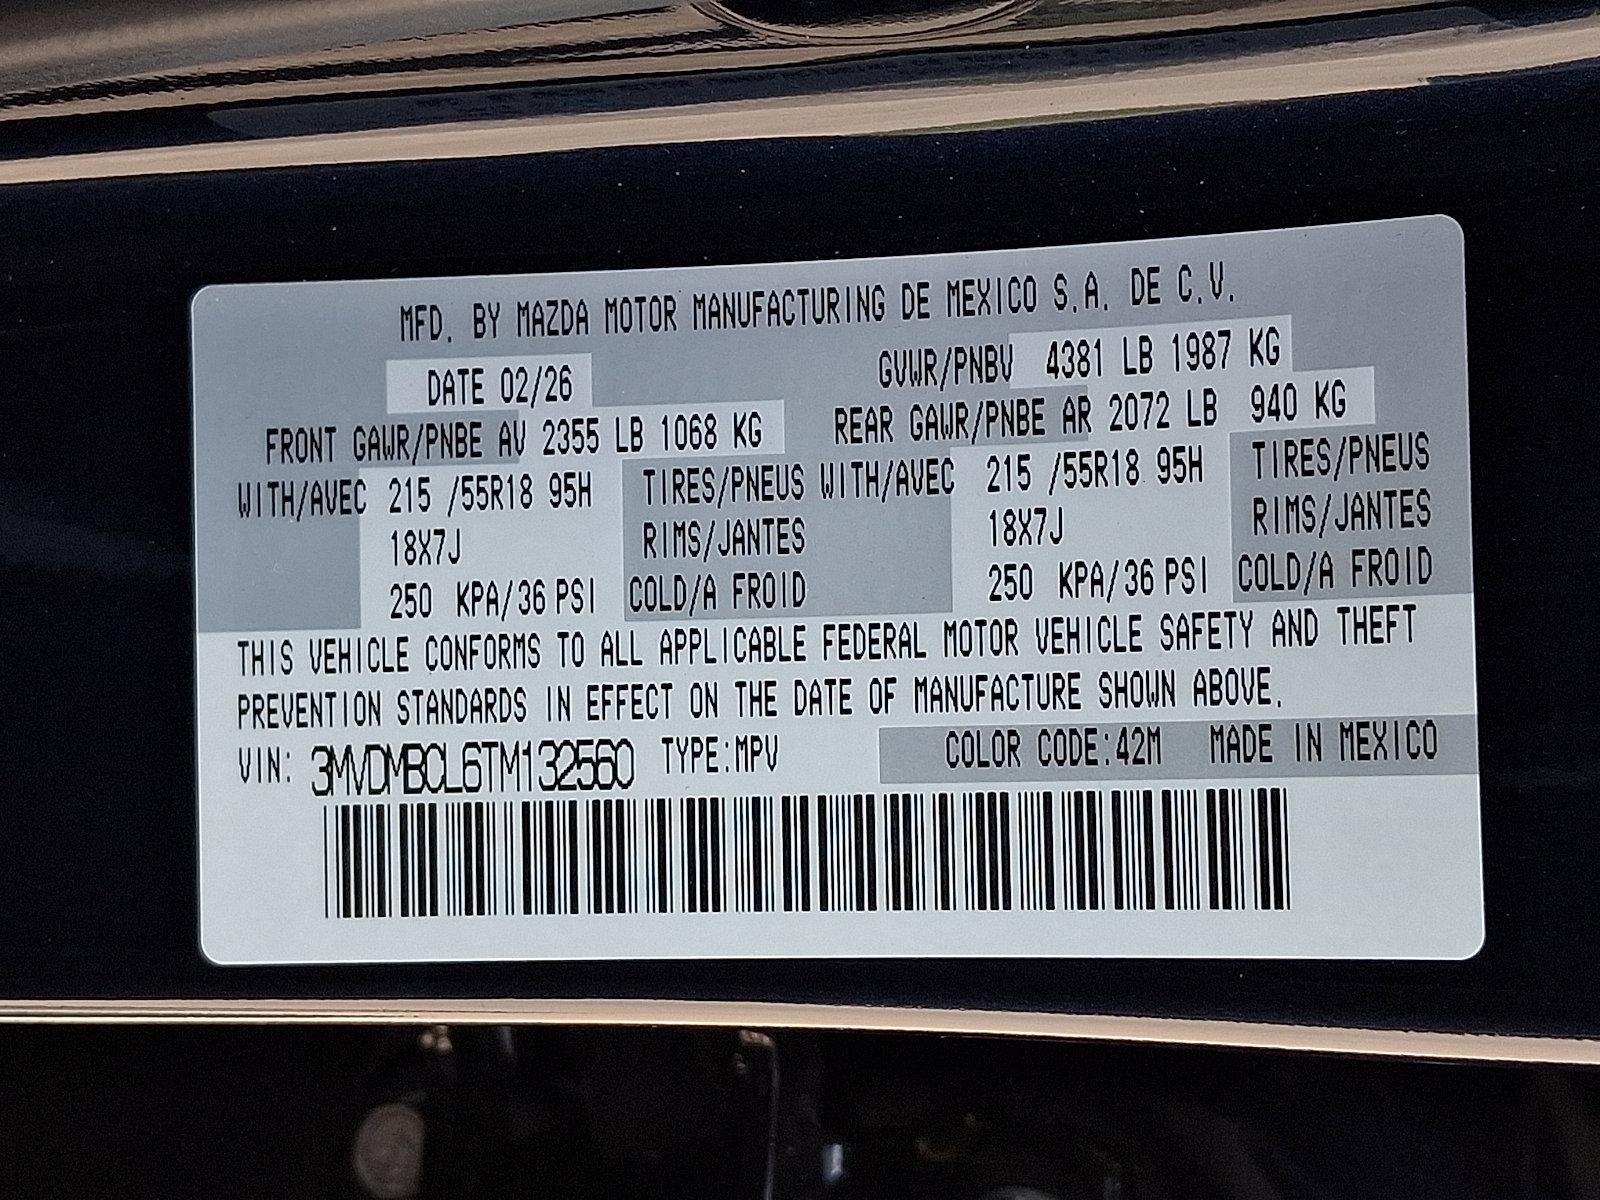 MFD. BY MAZDA MOTOR MANUFACTURING DE MEXICO S.A. DE C.V.
DATE 02/26 GVWR/PNBV 4381 LB 1987 KG
FRONT GAWR/PNBE AV 2355 LB 1068 KG REAR GAWR/PNBE AR 2072 LB 940 KG
WITH/AVEC 215 /55R18 95H TIRES/PNEUS WITH/AVEC 215 /55R18 95H TIRES/PNEUS
18X7J RIMS/JANTES 18X7J RIMS/JANTES
250 KPA/36 PSI COLD/A FROID 250 KPA/36 PSI COLD/A FROID
THIS VEHICLE CONFORMS TO ALL APPLICABLE FEDERAL MOTOR VEHICLE SAFETY AND THEFT
PREVENTION STANDARDS IN EFFECT ON THE DATE OF MANUFACTURE SHOWN ABOVE.
VIN: 3MVDMBCL6TM132560 TYPE:MPV COLOR CODE:42M MADE IN MEXICO